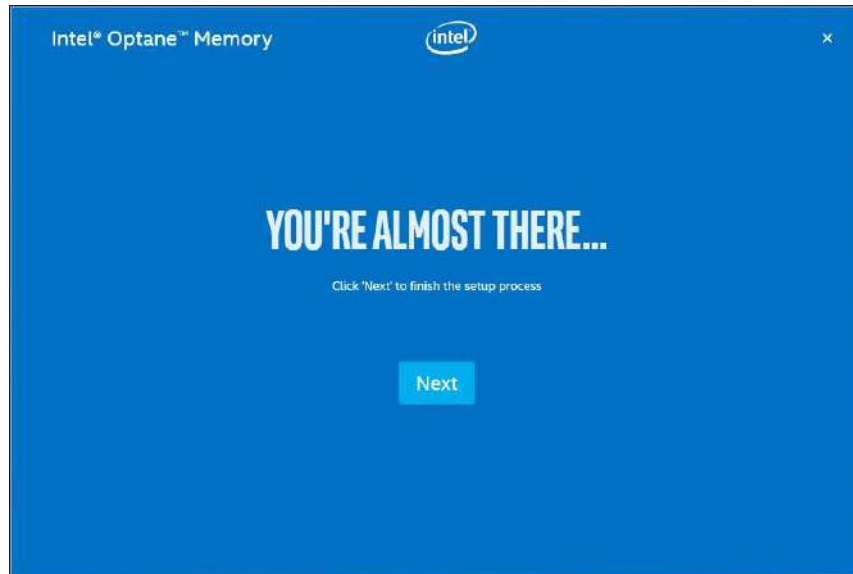 Intel® Optane™ Memory
intel
×
YOU'RE ALMOST THERE...
Click 'Next' to finish the setup process
Next